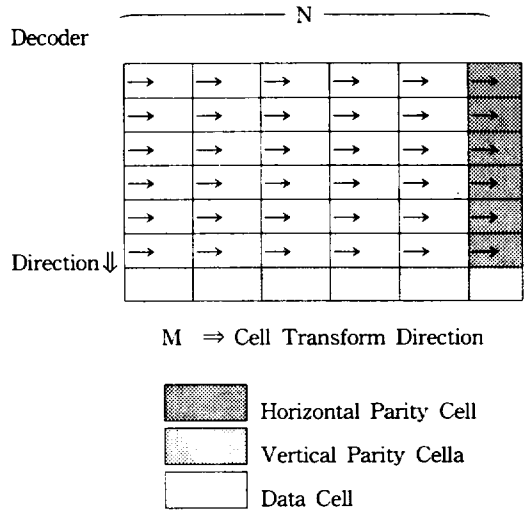 N
Decoder
Direction⇓
M ⇒ Cell Transform Direction
Horizontal Parity Cell
Vertical Parity Cella
Data Cell